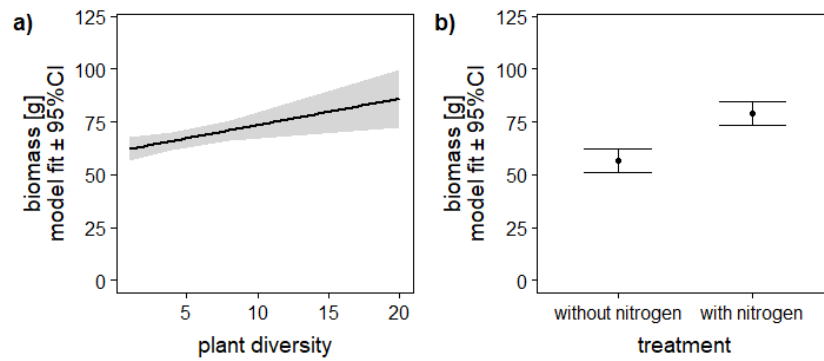 a)
biomass [g]
model fit ± 95%CI
125
100
75
50
25
0
5
10
15
20
plant diversity
b)
biomass [g]
model fit ± 95%CI
125
100
75
50
25
0
without nitrogen
with nitrogen
treatment